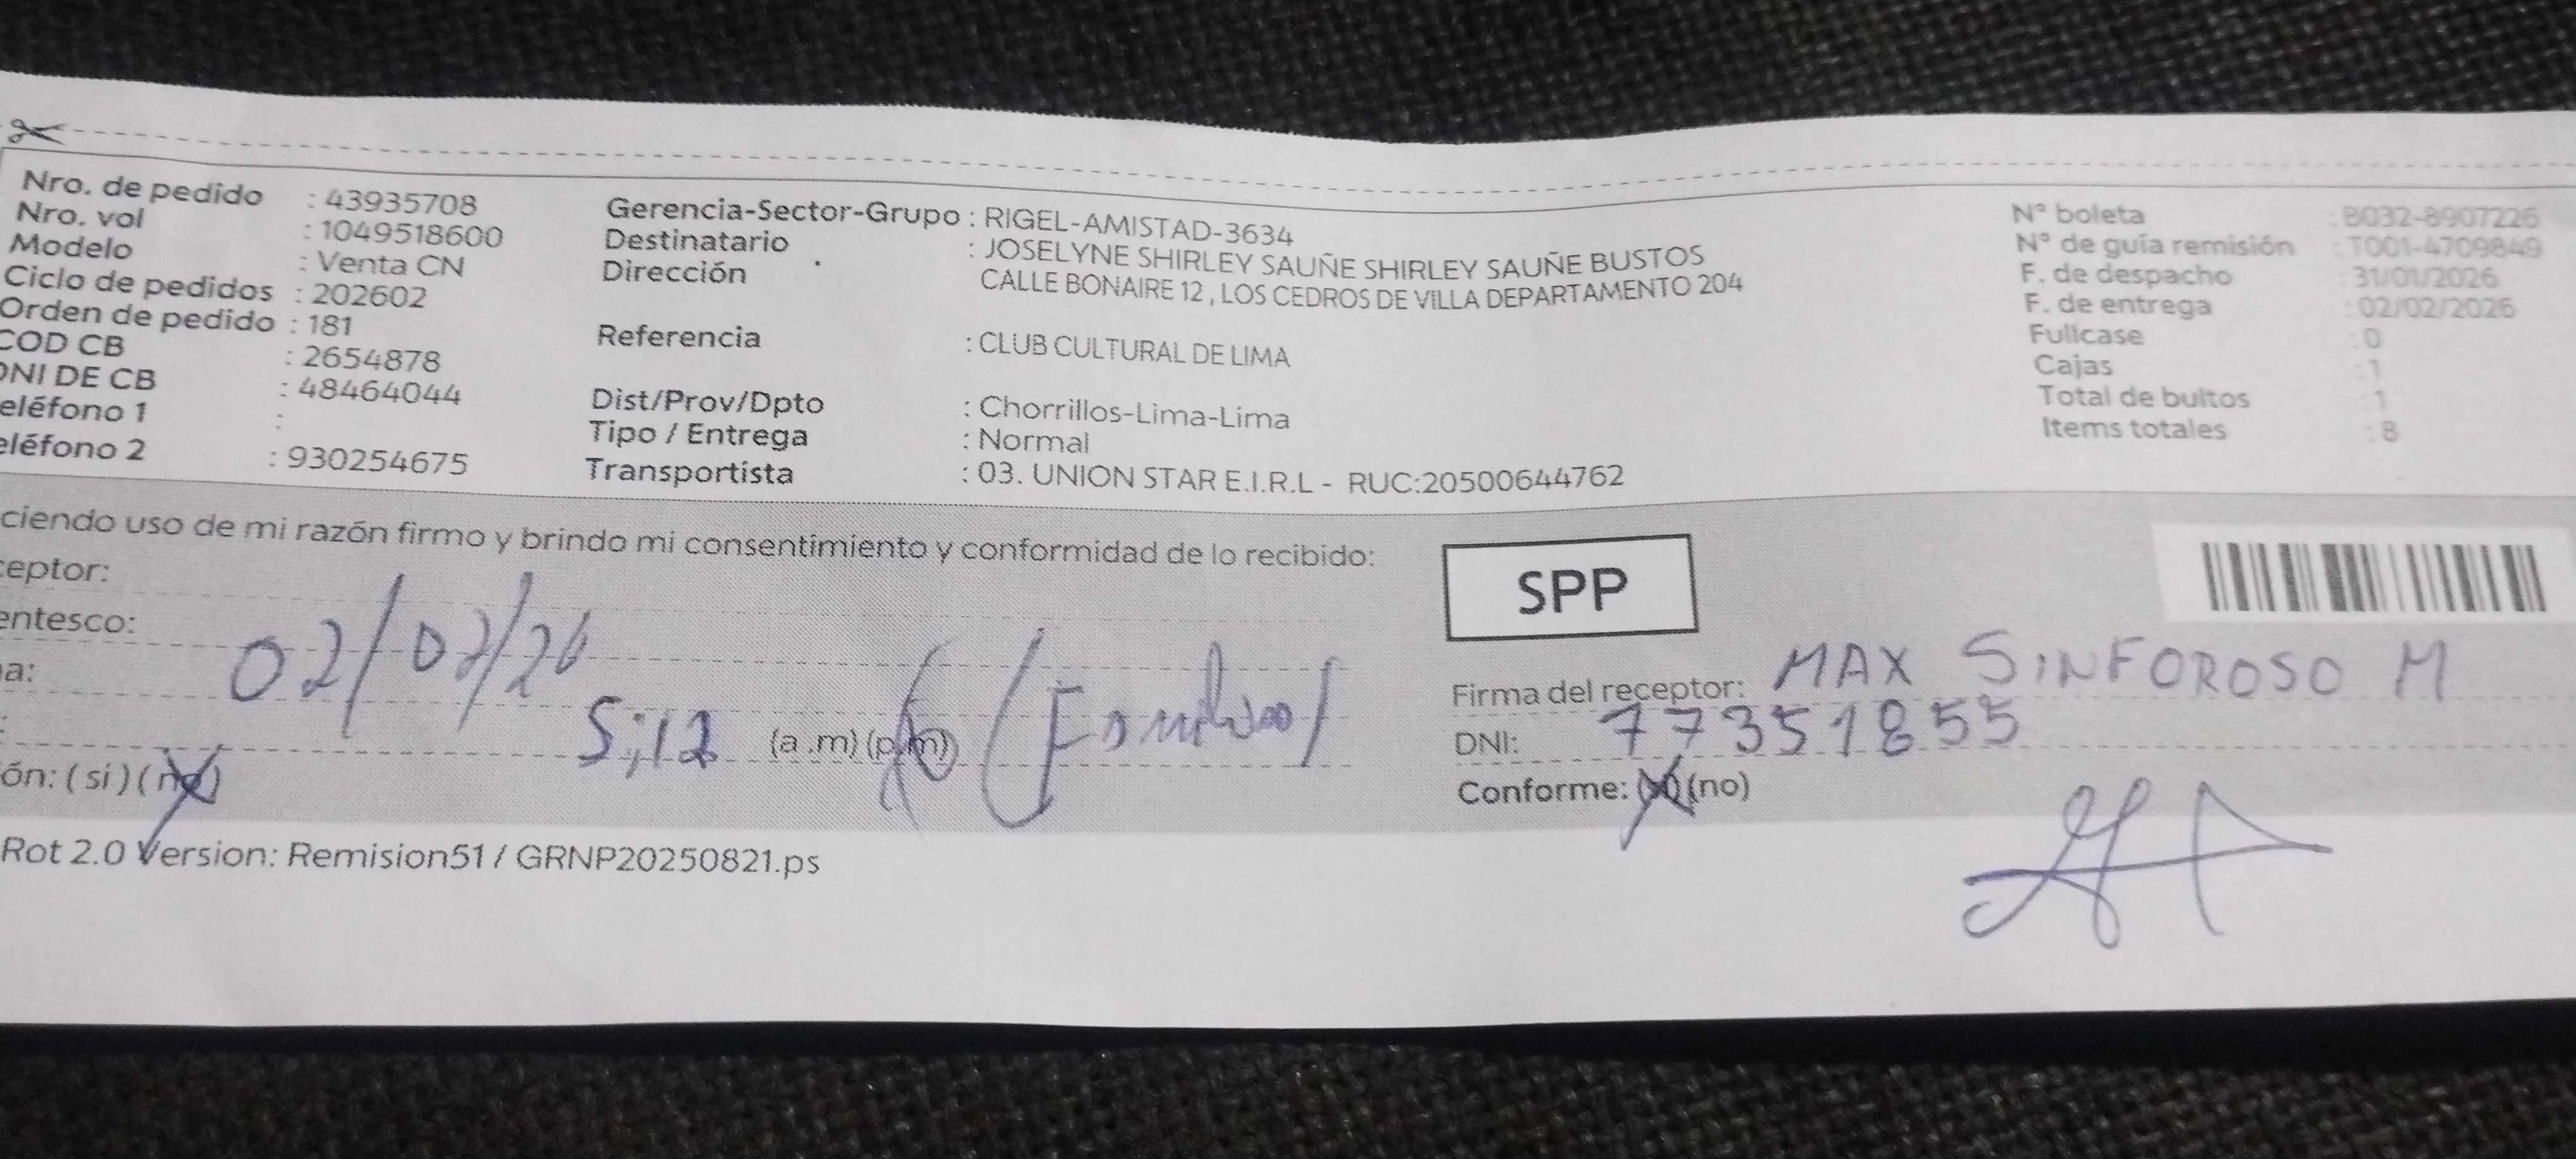 Nro. de pedido : 43935708
Nro. vol : 1049518600
Modelo : Venta CN
Ciclo de pedidos : 202602
Orden de pedido : 181
COD CB : 2654878
DNI DE CB : 48464044
eléfono 1 :
eléfono 2 : 930254675
Gerencia-Sector-Grupo : RIGEL-AMISTAD-3634
Destinatario : JOSELYNE SHIRLEY SAUÑE SHIRLEY SAUÑE BUSTOS
Dirección CALLE BONAIRE 12 , LOS CEDROS DE VILLA DEPARTAMENTO 204
Referencia : CLUB CULTURAL DE LIMA
Dist/Prov/Dpto : Chorrillos-Lima-Lima
Tipo / Entrega : Normal
Transportista : 03. UNION STAR E.I.R.L - RUC:20500644762
N° boleta : B032-8907226
N° de guía remisión : T001-4709849
F. de despacho : 31/01/2026
F. de entrega : 02/02/2026
Fullcase : 0
Cajas : 1
Total de bultos : 1
Items totales : 8
ciendo uso de mi razón firmo y brindo mi consentimiento y conformidad de lo recibido:
ceptor:
entesco:
a: 02/02/26
: 5:12 (a.m) (p.m)
ón: (si) (no)
SPP
Firma del receptor: MAX SINFOROSO M
DNI: 77351855
Conforme: (si) (no)
Rot 2.0 Version: Remision51 / GRNP20250821.ps